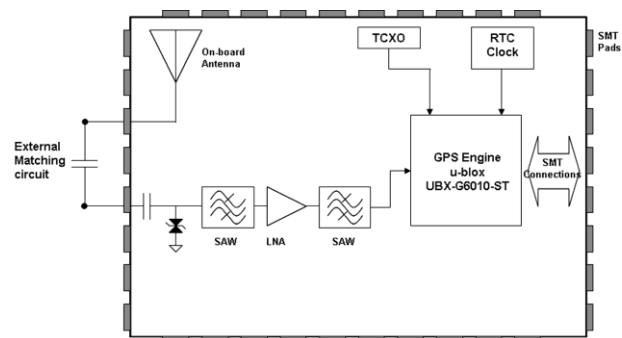 On-board
Antenna
TCXO
RTC
Clock
SMT
Pads
External
Matching
circuit
GPS Engine
u-blox
UBX-G6010-ST
SMT
Connections
SAW
LNA
SAW